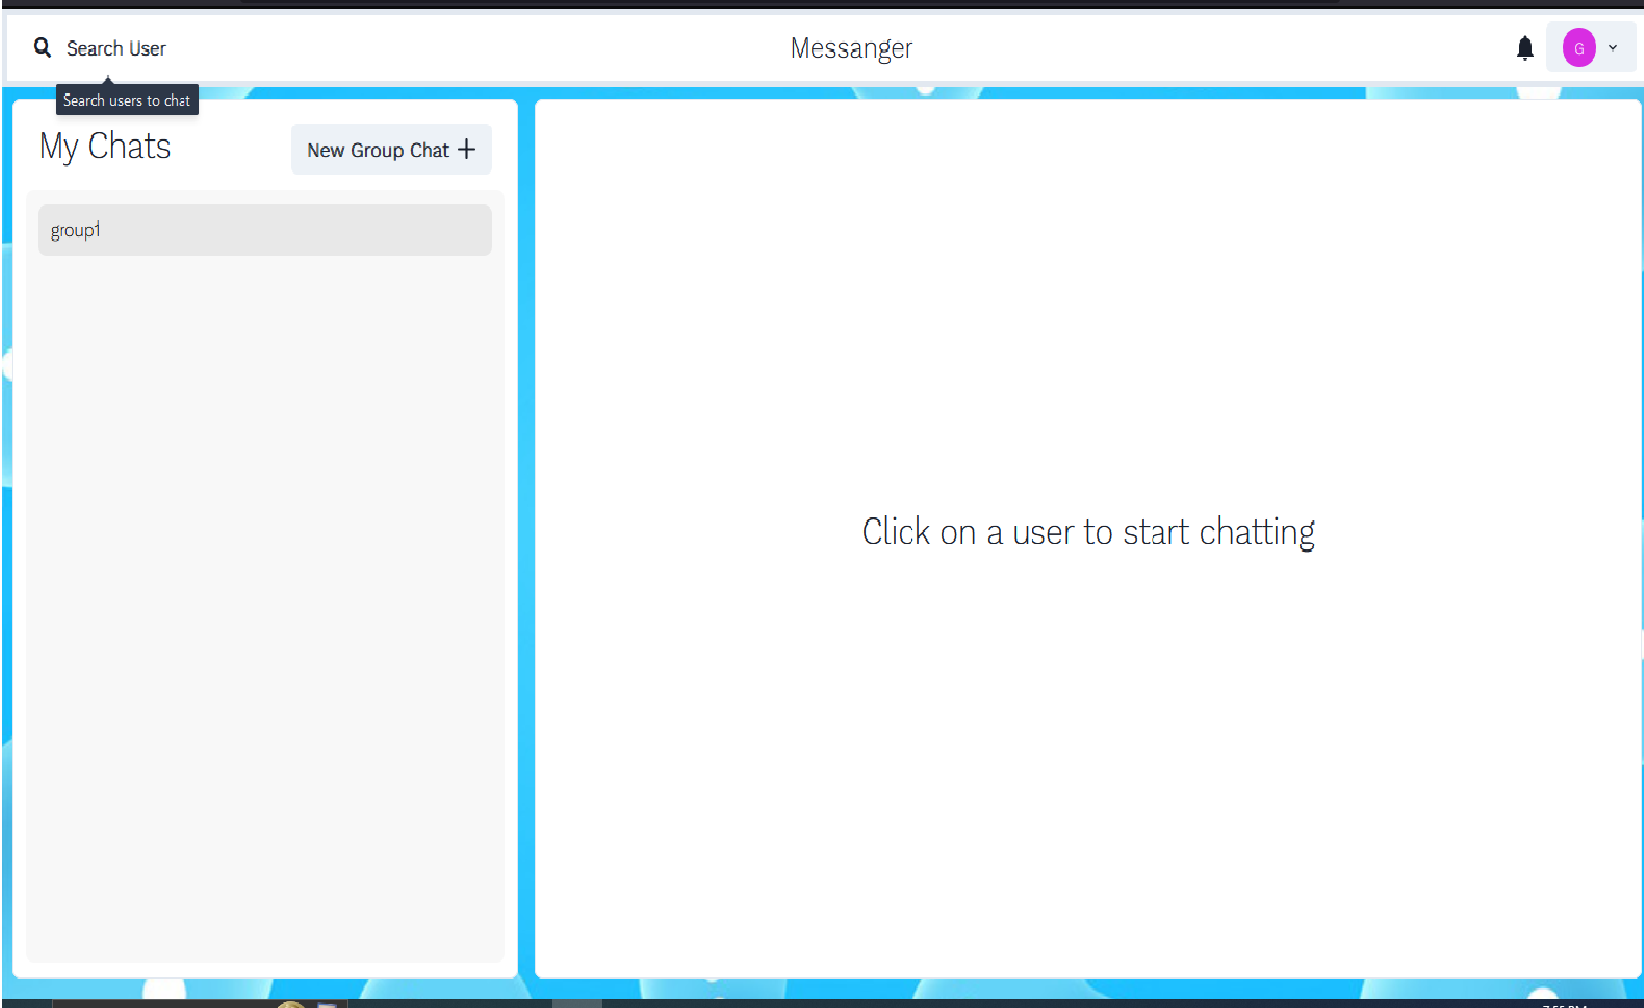 Search User
Messanger
G
Search users to chat
My Chats
New Group Chat
group1
Click on a user to start chatting